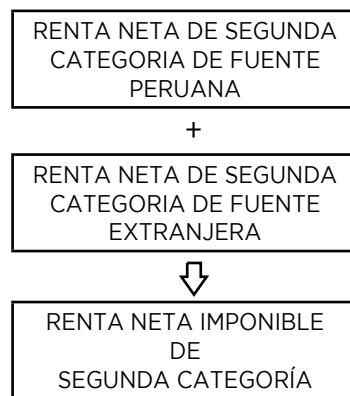 RENTA NETA DE SEGUNDA
CATEGORIA DE FUENTE
PERUANA
+
RENTA NETA DE SEGUNDA
CATEGORIA DE FUENTE
EXTRANJERA
RENTA NETA IMPONIBLE
DE
SEGUNDA CATEGORÍA